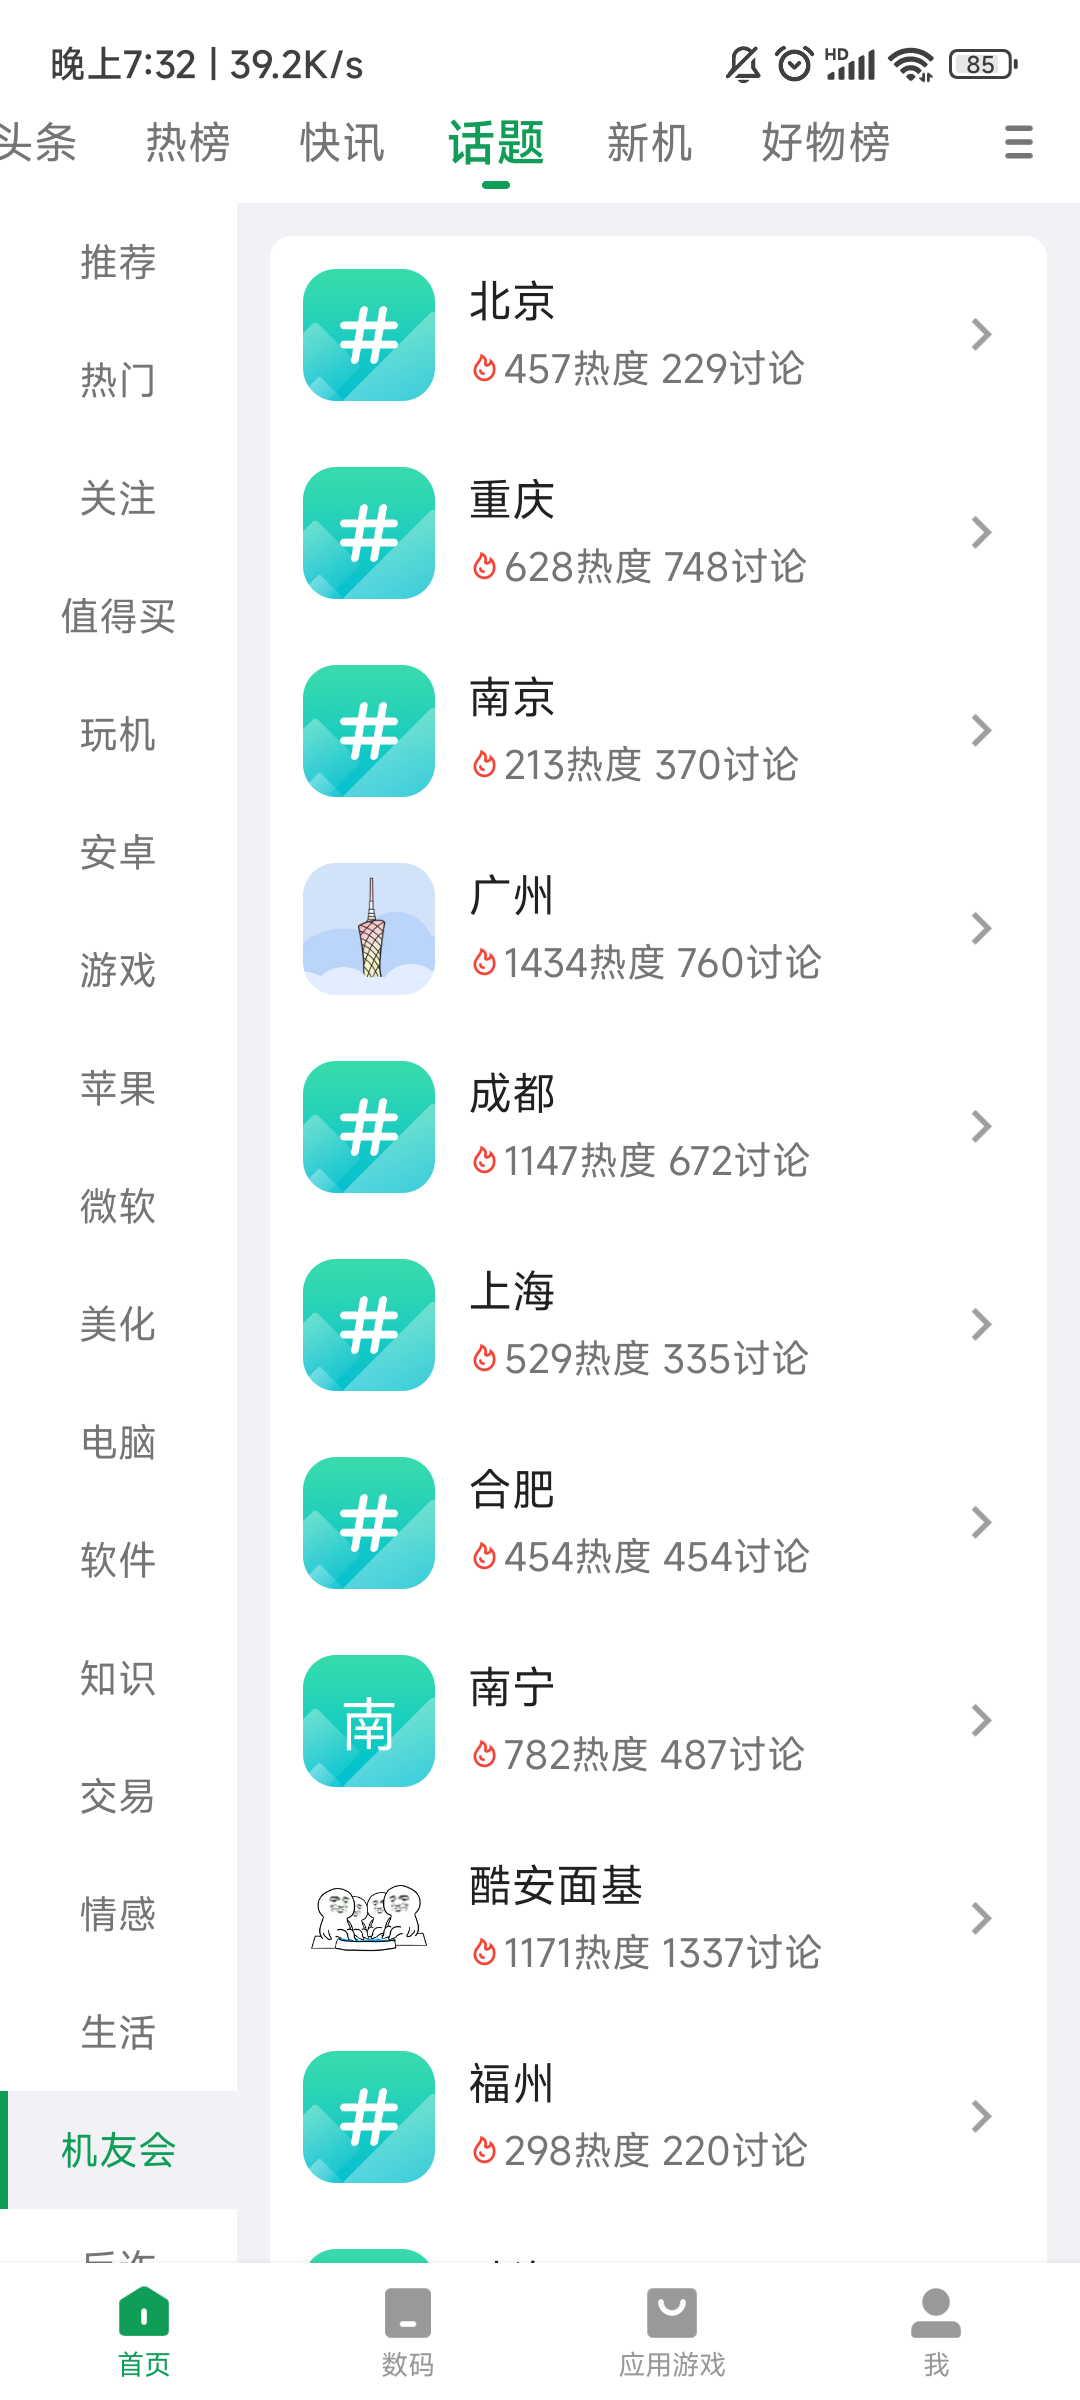 晚上7:32 | 39.2K/s
HD
85
头条 热榜 快讯 话题 新机 好物榜
推荐
热门
关注
值得买
玩机
安卓
游戏
苹果
微软
美化
电脑
软件
知识
交易
情感
生活
机友会
北京
457热度 229讨论
重庆
628热度 748讨论
南京
213热度 370讨论
广州
1434热度 760讨论
成都
1147热度 672讨论
上海
529热度 335讨论
合肥
454热度 454讨论
南
南宁
782热度 487讨论
酷安面基
1171热度 1337讨论
福州
298热度 220讨论
首页 数码 应用游戏 我